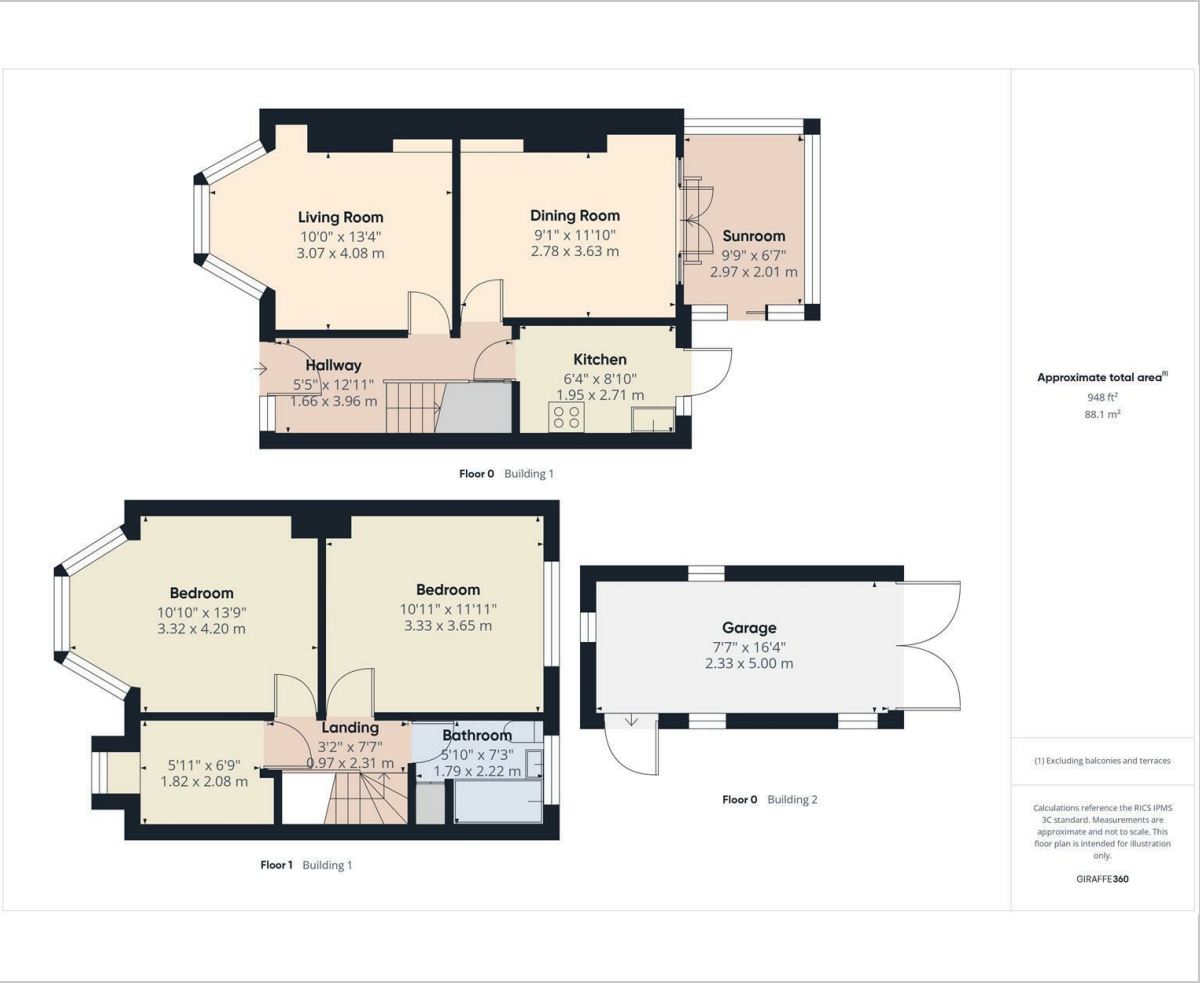 Living Room
10'0" x 13'4"
3.07 x 4.08 m
Dining Room
9'1" x 11'10"
2.78 x 3.63 m
Sunroom
9'9" x 6'7"
2.97 x 2.01 m
Hallway
5'5" x 12'11"
1.66 x 3.96 m
Kitchen
6'4" x 8'10"
1.95 x 2.71 m
Floor 0 Building 1
Bedroom
10'10" x 13'9"
3.32 x 4.20 m
Bedroom
10'11" x 11'11"
3.33 x 3.65 m
Landing
3'2" x 7'7"
0.97 x 2.31 m
Bathroom
5'10" x 7'3"
1.79 x 2.22 m
5'11" x 6'9"
1.82 x 2.08 m
Floor 1 Building 1
Garage
7'7" x 16'4"
2.33 x 5.00 m
Floor 0 Building 2
Approximate total area(1)
948 ft²
88.1 m²
(1) Excluding balconies and terraces
Calculations reference the RICS IPMS
3C standard. Measurements are
approximate and not to scale. This
floor plan is intended for illustration
only.
GIRAFFE360